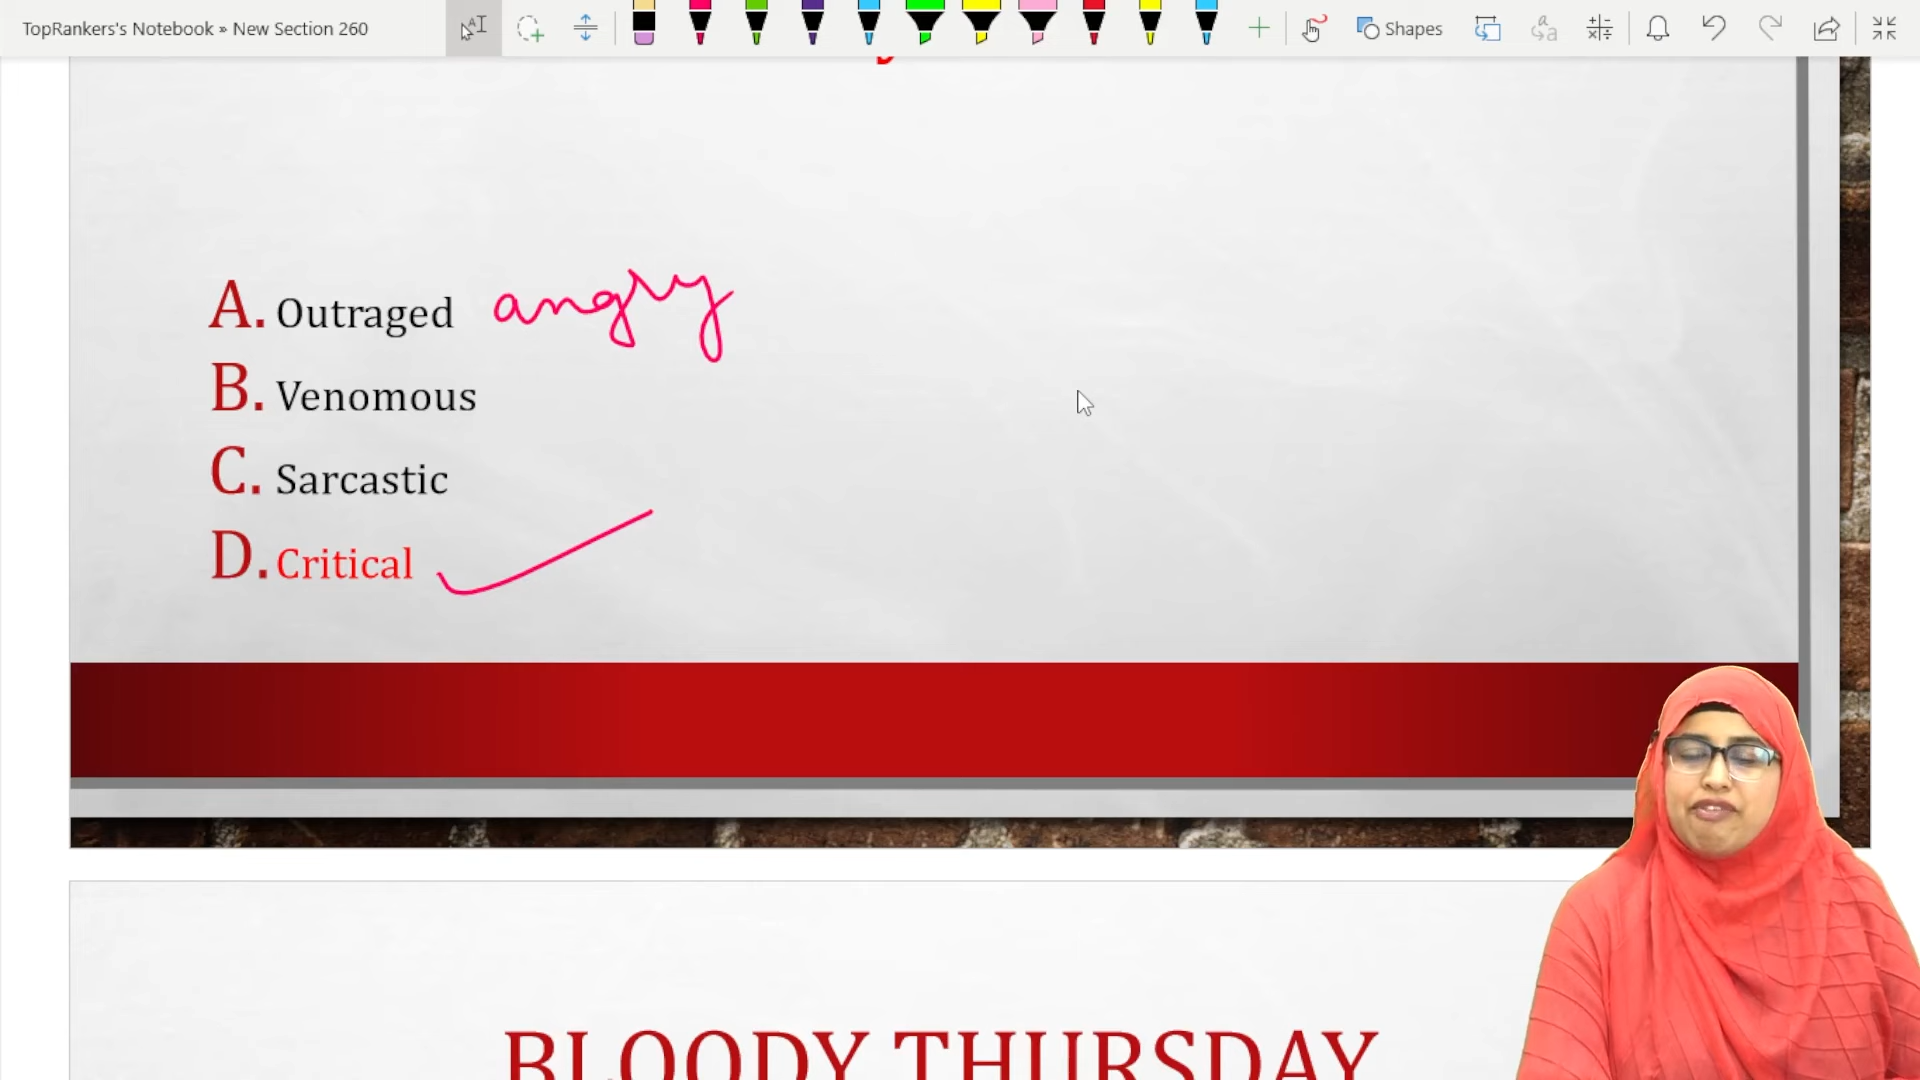 TopRankers's Notebook » New Section 260
Shapes
A. Outraged angry
B. Venomous
C. Sarcastic
D. Critical
BLOODY THURSDAY